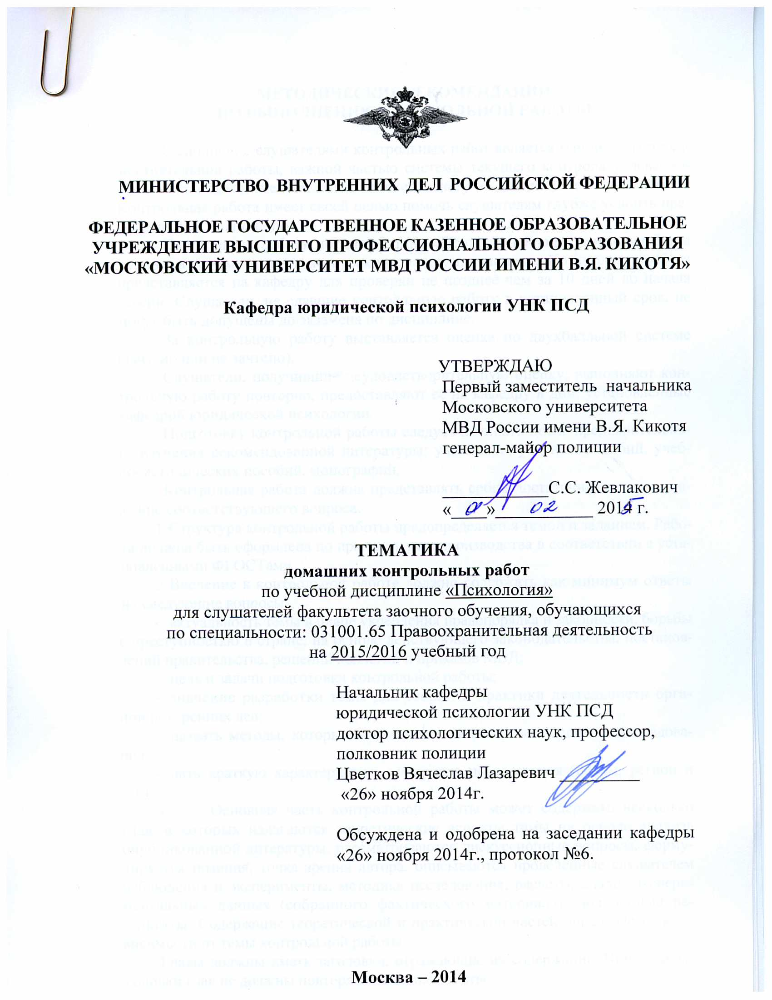 МИНИСТЕРСТВО ВНУТРЕННИХ ДЕЛ РОССИЙСКОЙ ФЕДЕРАЦИИ
ФЕДЕРАЛЬНОЕ ГОСУДАРСТВЕННОЕ КАЗЕННОЕ ОБРАЗОВАТЕЛЬНОЕ
УЧРЕЖДЕНИЕ ВЫСШЕГО ПРОФЕССИОНАЛЬНОГО ОБРАЗОВАНИЯ
«МОСКОВСКИЙ УНИВЕРСИТЕТ МВД РОССИИ ИМЕНИ В.Я. КИКОТЯ»
Кафедра юридической психологии УНК ПСД
УТВЕРЖДАЮ
Первый заместитель начальника
Московского университета
МВД России имени В.Я. Кикотя
генерал-майор полиции
С.С. Жевлакович
« » 02 2014 г.
ТЕМАТИКА
домашних контрольных работ
по учебной дисциплине «Психология»
для слушателей факультета заочного обучения, обучающихся
по специальности: 031001.65 Правоохранительная деятельность
на 2015/2016 учебный год
Начальник кафедры
юридической психологии УНК ПСД
доктор психологических наук, профессор,
полковник полиции
Цветков Вячеслав Лазаревич
«26» ноября 2014г.
Обсуждена и одобрена на заседании кафедры
«26» ноября 2014г., протокол №6.
Москва – 2014